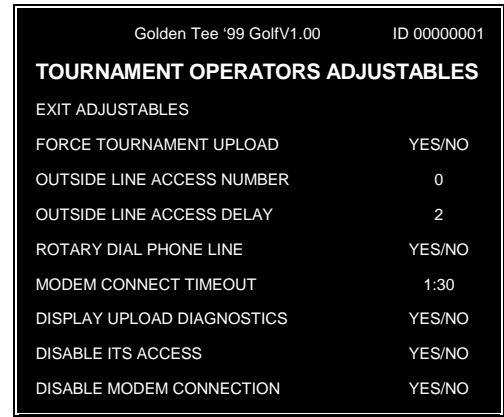 Golden Tee ‘99 GolfV1.00 ID 00000001
TOURNAMENT OPERATORS ADJUSTABLES
EXIT ADJUSTABLES
FORCE TOURNAMENT UPLOAD YES/NO
OUTSIDE LINE ACCESS NUMBER 0
OUTSIDE LINE ACCESS DELAY 2
ROTARY DIAL PHONE LINE YES/NO
MODEM CONNECT TIMEOUT 1:30
DISPLAY UPLOAD DIAGNOSTICS YES/NO
DISABLE ITS ACCESS YES/NO
DISABLE MODEM CONNECTION YES/NO